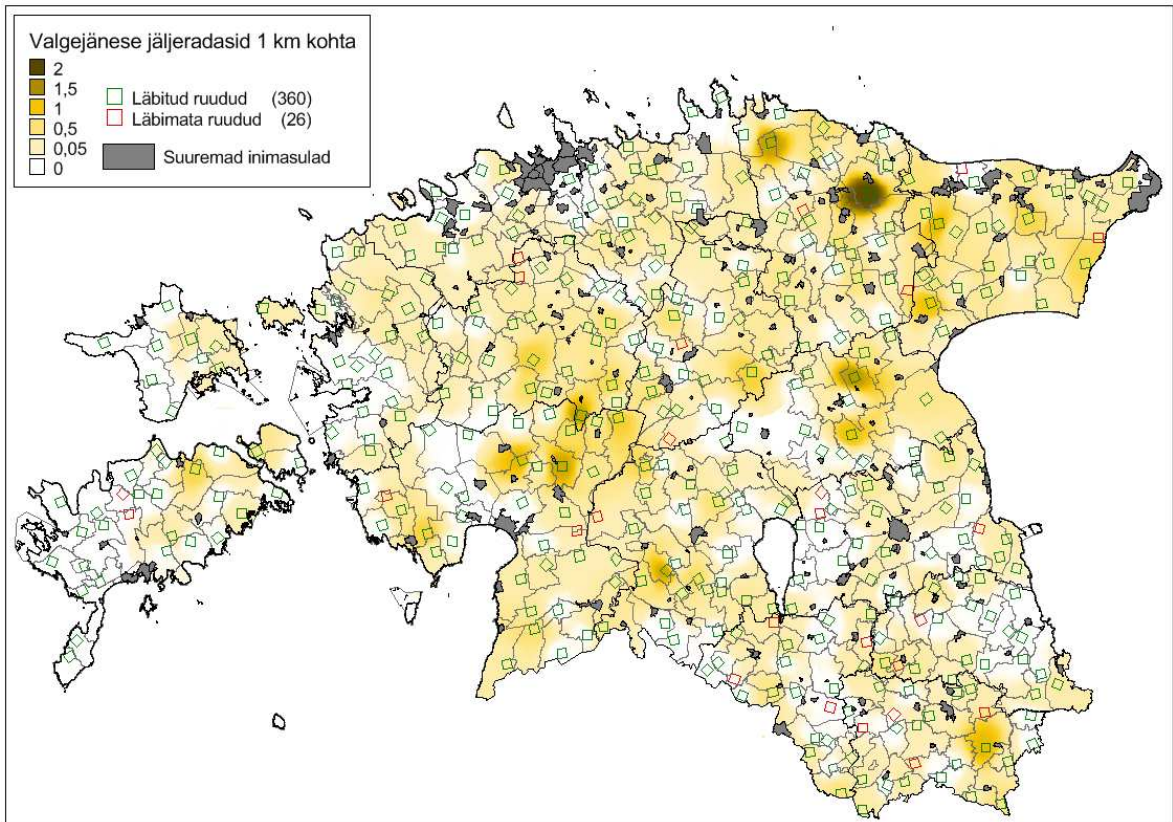 Valgejänese jäljeradasid 1 km kohta
2
1,5
1
0,5
0,05
0
Läbitud ruudud (360)
Läbimata ruudud (26)
Suuremad inimasulad